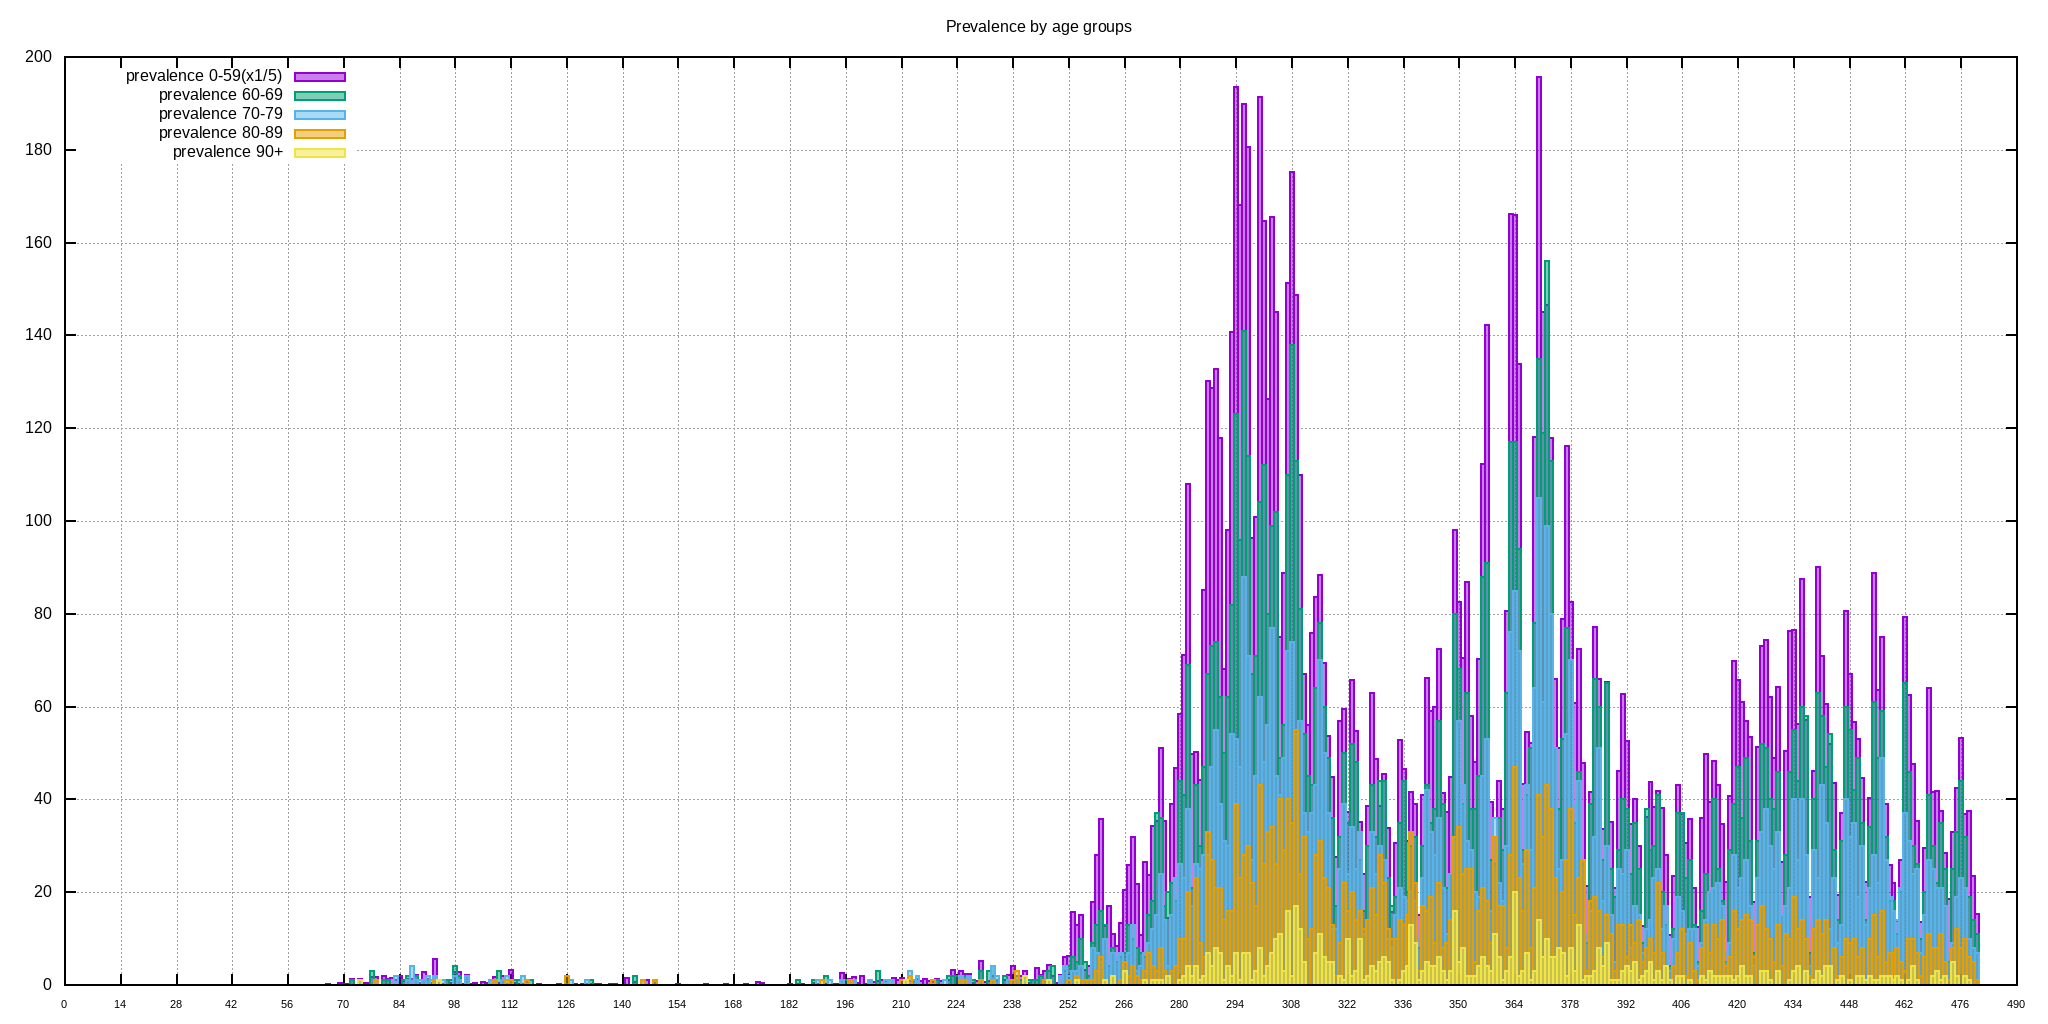 Prevalence by age groups
200
180
160
140
120
100
80
60
40
20
0
prevalence 0-59(x1/5)
prevalence 60-69
prevalence 70-79
prevalence 80-89
prevalence 90+
0 14 28 42 56 70 84 98 112 126 140 154 168 182 196 210 224 238 252 266 280 294 308 322 336 350 364 378 392 406 420 434 448 462 476 490